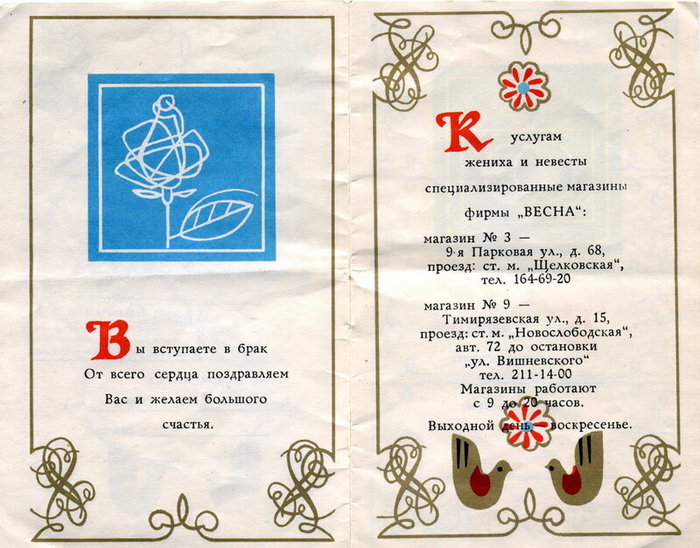 Вы вступаете в брак
От всего сердца поздравляем
Вас и желаем большого
счастья.
К услугам
жениха и невесты
специализированные магазины
фирмы „ВЕСНА“:
магазин № 3 —
9-я Парковая ул., д. 68,
проезд: ст. м. „Щелковская“,
тел. 164-69-20
магазин № 9 —
Тимирязевская ул., д. 15,
проезд: ст. м. „Новослободская“,
авт. 72 до остановки
„ул. Вишневского“
тел. 211-14-00
Магазины работают
с 9 до 20 часов.
Выходной день — воскресенье.